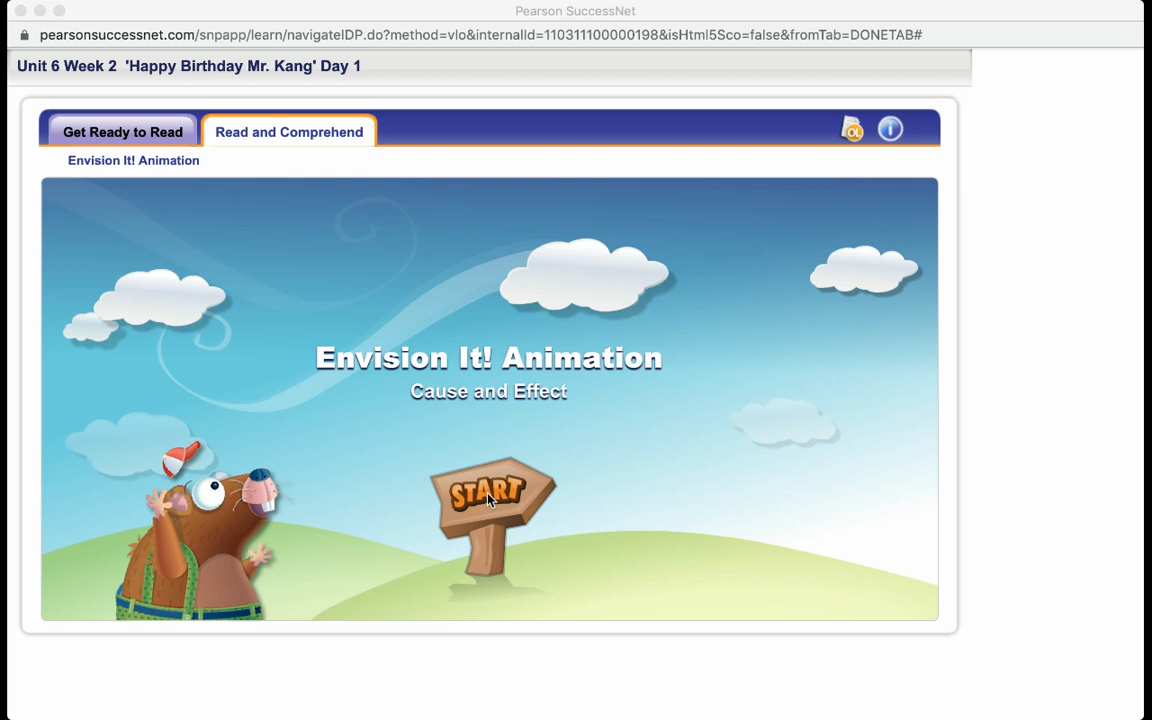 Pearson SuccessNet
pearsonsuccessnet.com/snpapp/learn/navigateIDP.do?method=vlo&internalId=110311100000198&isHtml5Sco=false&fromTab=DONETAB#
Unit 6 Week 2 'Happy Birthday Mr. Kang' Day 1
Get Ready to Read Read and Comprehend OL i
Envision It! Animation
Envision It! Animation
Cause and Effect
START